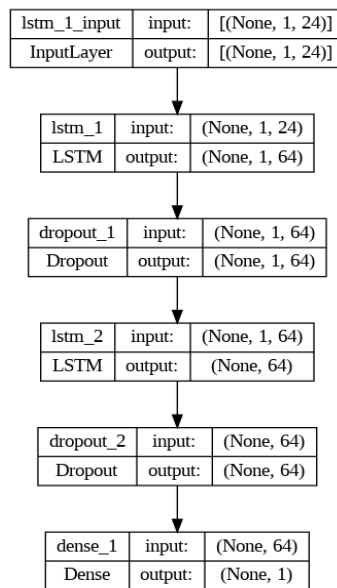 lstm_1_input input: [(None, 1, 24)]
InputLayer output: [(None, 1, 24)]
lstm_1 input: (None, 1, 24)
LSTM output: (None, 1, 64)
dropout_1 input: (None, 1, 64)
Dropout output: (None, 1, 64)
lstm_2 input: (None, 1, 64)
LSTM output: (None, 64)
dropout_2 input: (None, 64)
Dropout output: (None, 64)
dense_1 input: (None, 64)
Dense output: (None, 1)